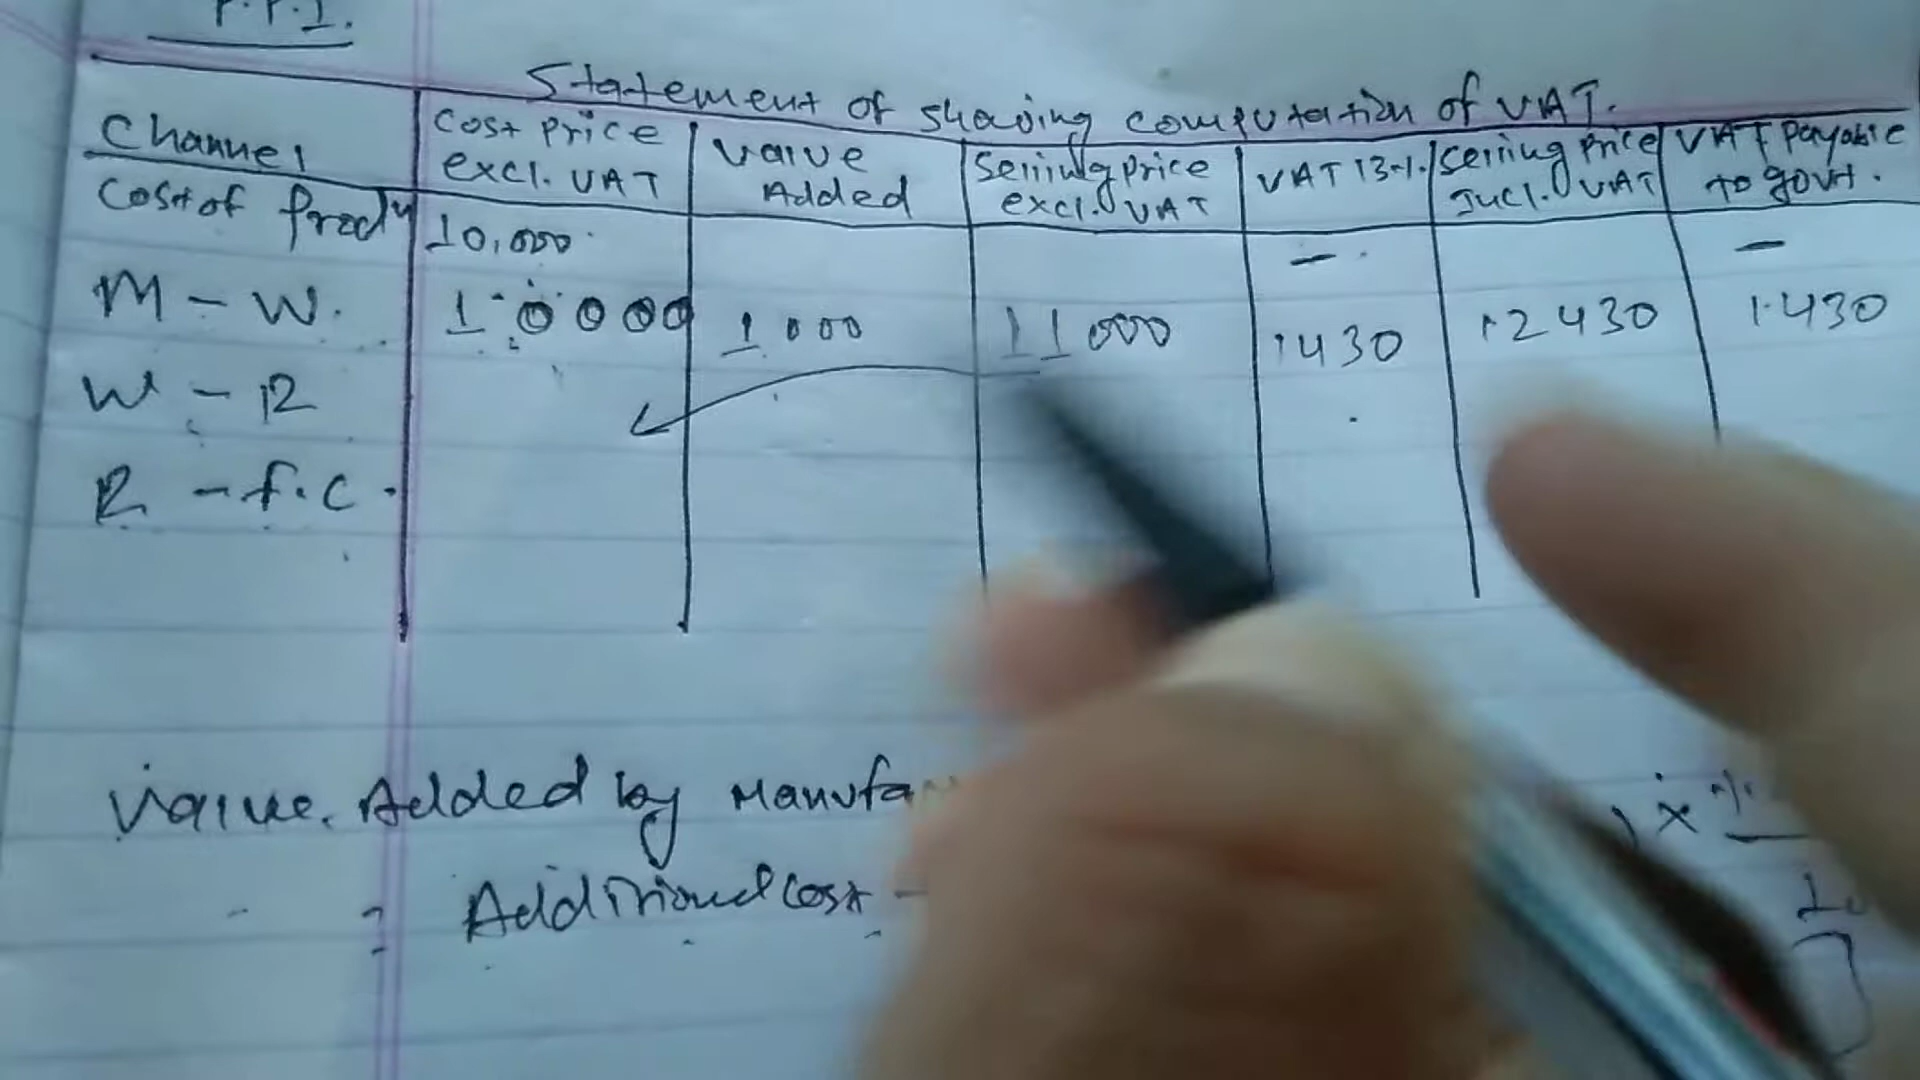 P.P.I.
Statement of showing computation of VAT.
Channel | Cost price excl. VAT | Value Added | Selling price excl. VAT | VAT 13% | Selling price Incl. VAT | VAT payable to govt.
Cost of Prodn | 10,000 | | | - | | -
M - W. | 10000 | 1000 | 11000 | 1430 | 12430 | 1430
W - R
R - f.C.
Value Added by Manufa
= Additional Cost -
) × %